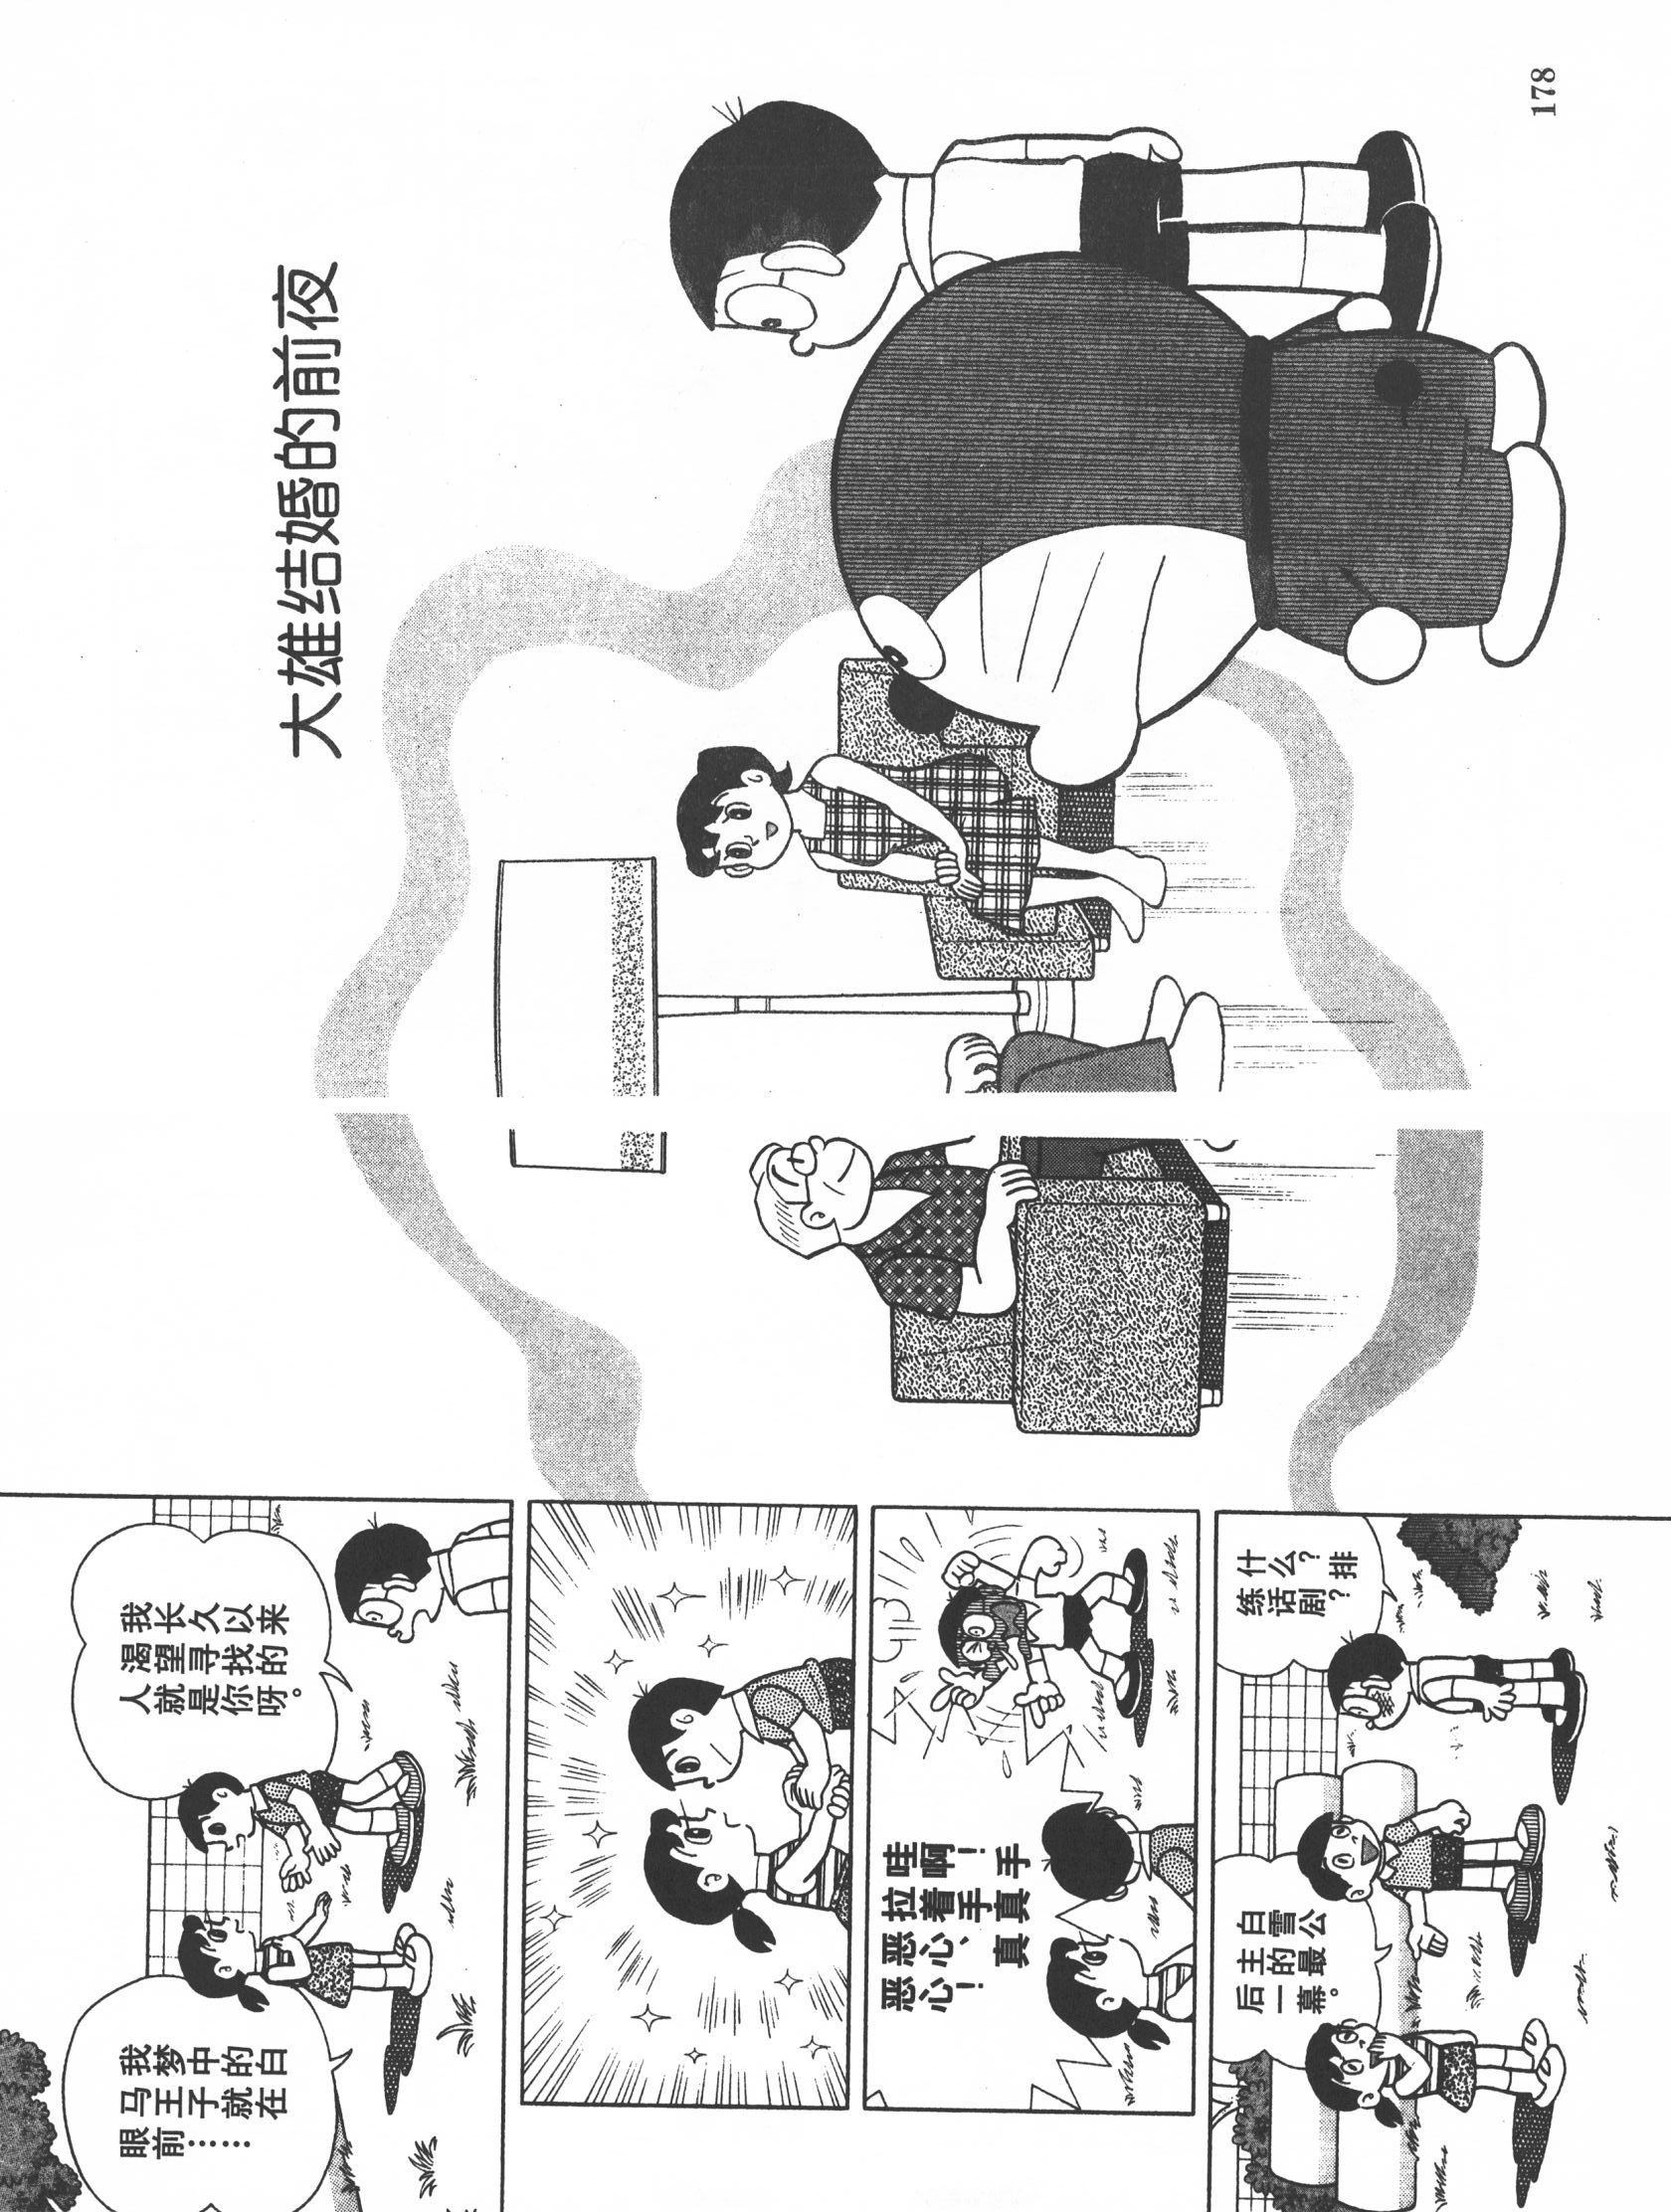 大雄结婚的前夜
我长久以来
渴望寻找的
人就是你呀。
我梦中的白
马王子就在
眼前……
哇啊！手
拉着手真
恶心、真
恶心！
什么？排
练话剧？
白雪公
主的最
后一幕。
178